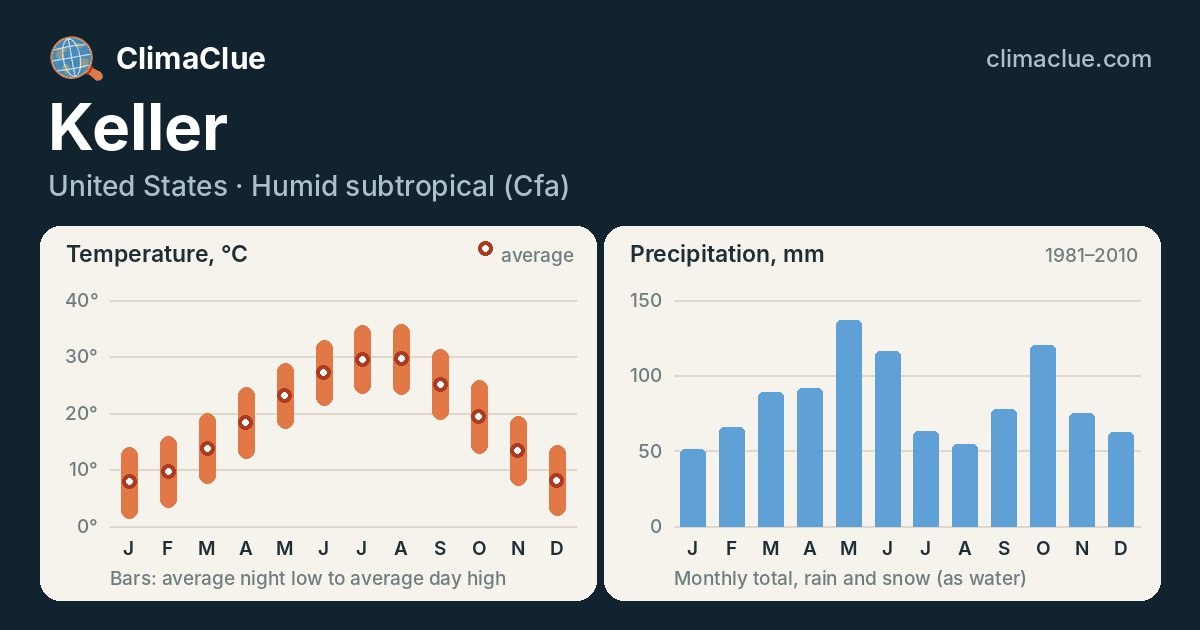 ClimaClue
climaclue.com
Keller
United States · Humid subtropical (Cfa)
Temperature, °C
average
40°
30°
20°
10°
0°
J F M A M J J A S O N D
Bars: average night low to average day high
Precipitation, mm
1981–2010
150
100
50
0
J F M A M J J A S O N D
Monthly total, rain and snow (as water)